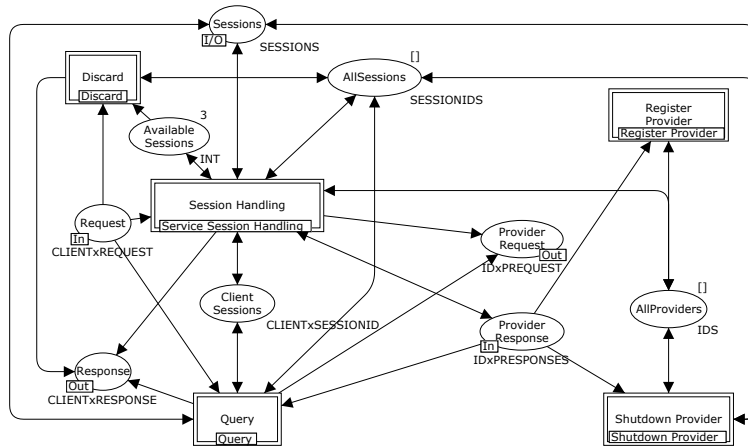 Sessions
I/O
SESSIONS
Discard
Discard
[]
AllSessions
SESSIONIDS
3
Available
Sessions
INT
Register
Provider
Register Provider
Session Handling
Service Session Handling
Request
In
CLIENTxREQUEST
Provider
Request
Out
IDxPREQUEST
Client
Sessions
CLIENTxSESSIONID
[]
AllProviders
IDS
Provider
Response
In
IDxPRESPONSES
Response
Out
CLIENTxRESPONSE
Query
Query
Shutdown Provider
Shutdown Provider